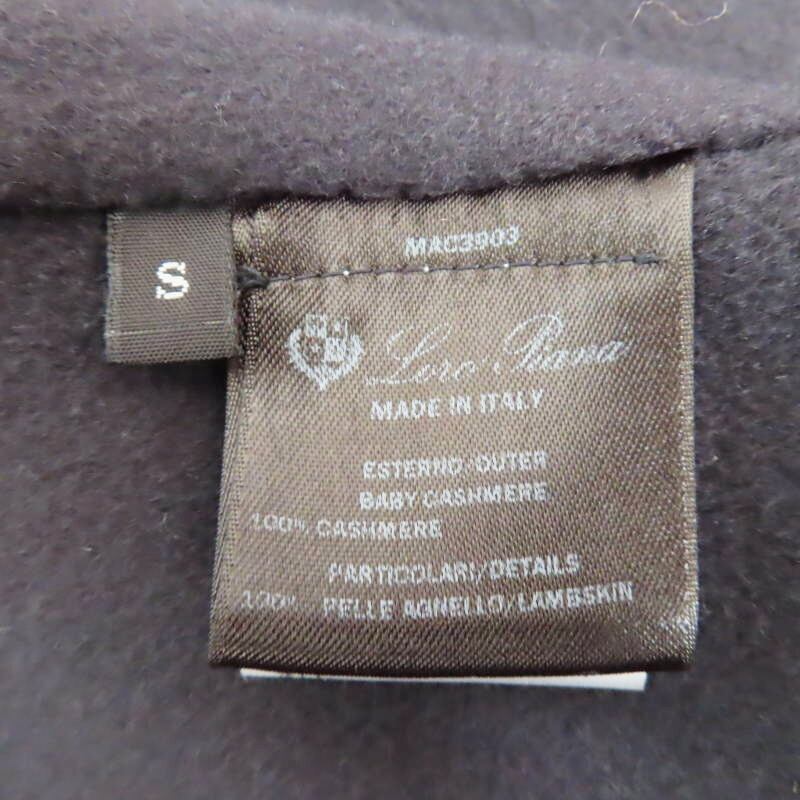 S
MAC3903
Loro Piana
MADE IN ITALY
ESTERNO/OUTER
BABY CASHMERE
100% CASHMERE
PARTICOLARI/DETAILS
100% PELLE AGNELLO/LAMBSKIN